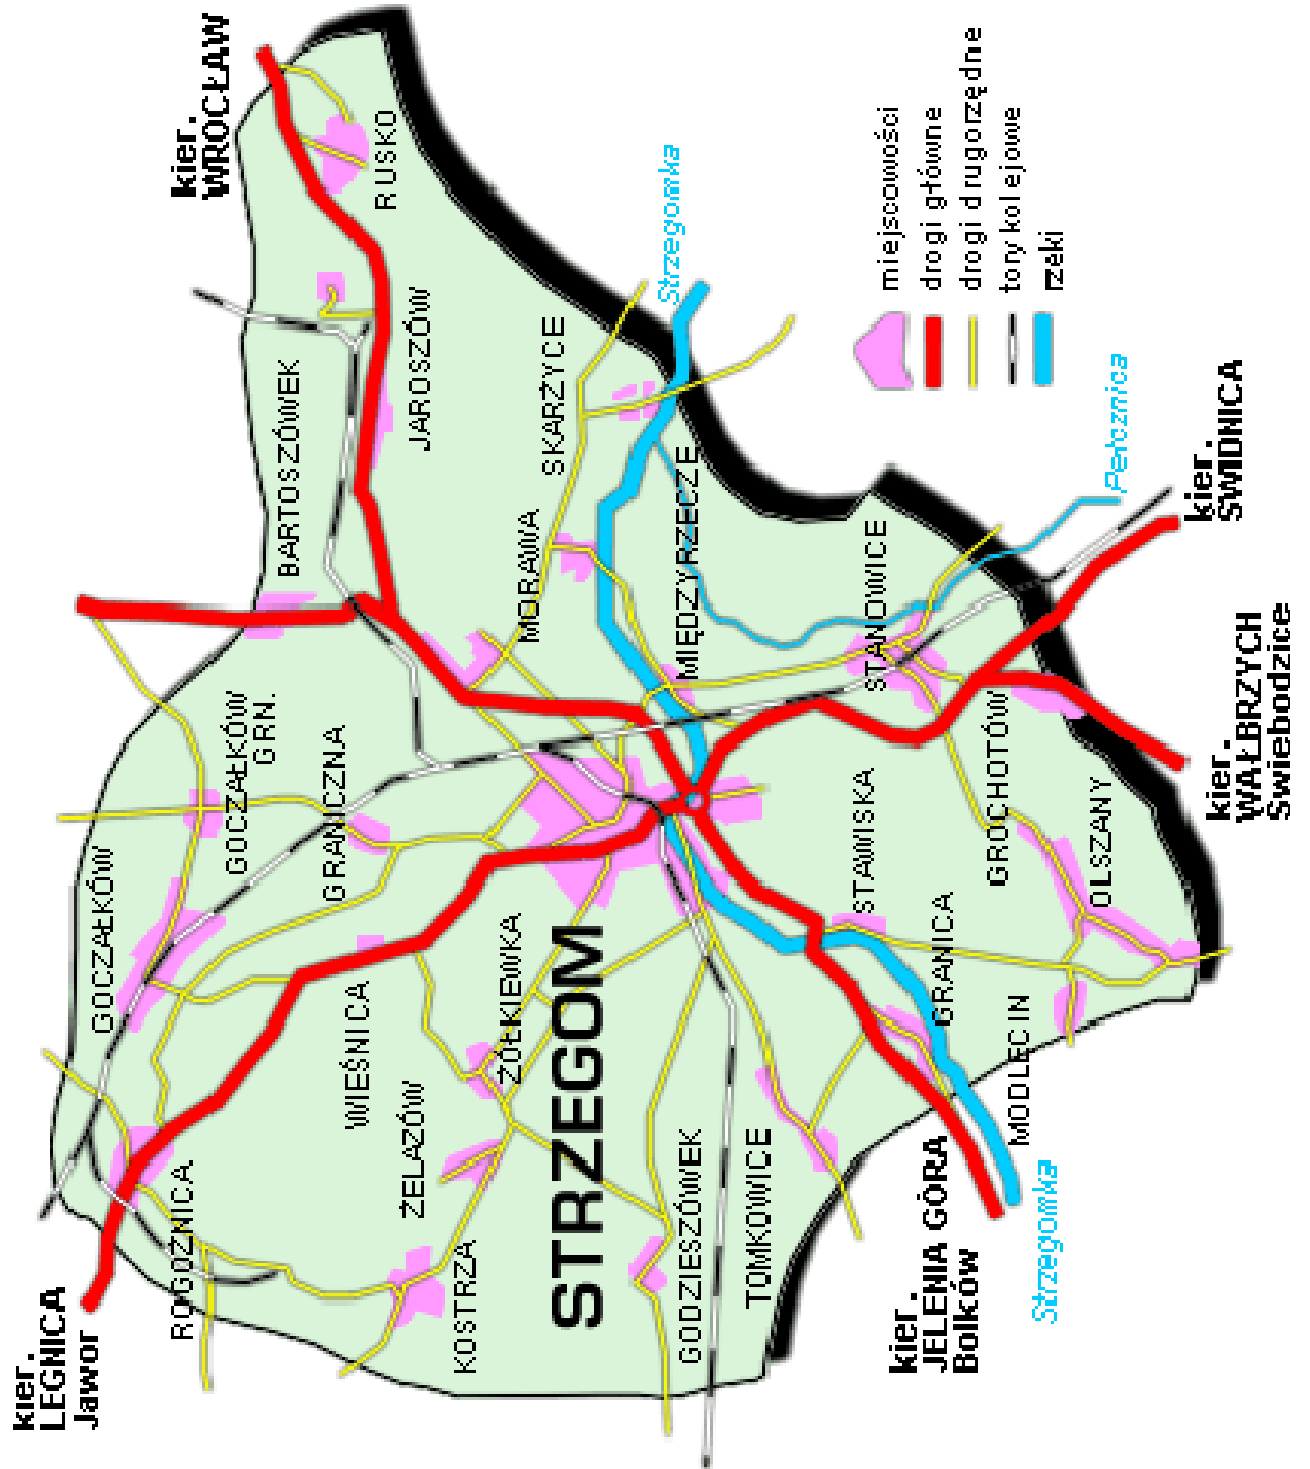 kier.
LEGNICA
Jawor
GOCZAŁKÓW
ROGOŹNICA
kier.
WROCŁAW
GOCZAŁKÓW
GRN.
BARTOSZÓWEK
GRANICZNA
WIEŚNICA
RUSKO
ŻELAZÓW
JAROSZÓW
KOSTRZA
ŻÓŁKIEWKA
MORAWA
SKARŻYCE
STRZEGOM
Strzegomka
GODZIESZÓWEK
MIĘDZYRZECZE
TOMKOWICE
STAWISKA
STANOWICE
miejscowości
drogi główne
drogi drugorzędne
tory kolejowe
rzeki
kier.
JELENIA GÓRA
Bolków
GRANICA
GROCHOTÓW
MODLECIN
Strzegomka
OLSZANY
Pełcznica
kier.
ŚWIDNICA
kier.
WAŁBRZYCH
Świebodzice